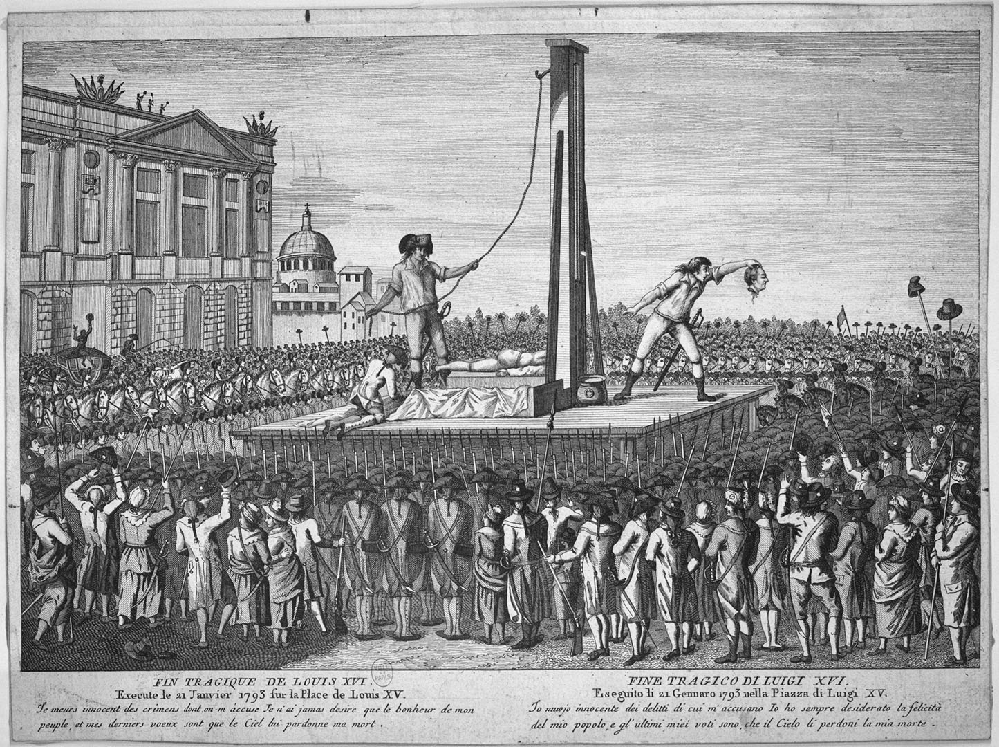 FIN TRAGIQUE DE LOUIS XVI.
Execute le 21 Janvier 1793 sur la Place de Louis XV.
Je meurs innocent des crimens dont on m'accuse Je n'ai jamas desire que le bonheur de mon
peuple, et mes derniers voeux sont que le Ciel lui pardonne ma mort.
FINE TRAGICO DI LUIGI XVI.
Eseguito li 21 Gennaro 1793 nella Piazza di Luigi XV.
Io muojo innocente dei delitti di cui m'accusano Io ho sempre desiderato la felicità
del mio popolo, e gl'ultimi miei voti sono, che il Cielo li perdoni la mia morte.
PARIS